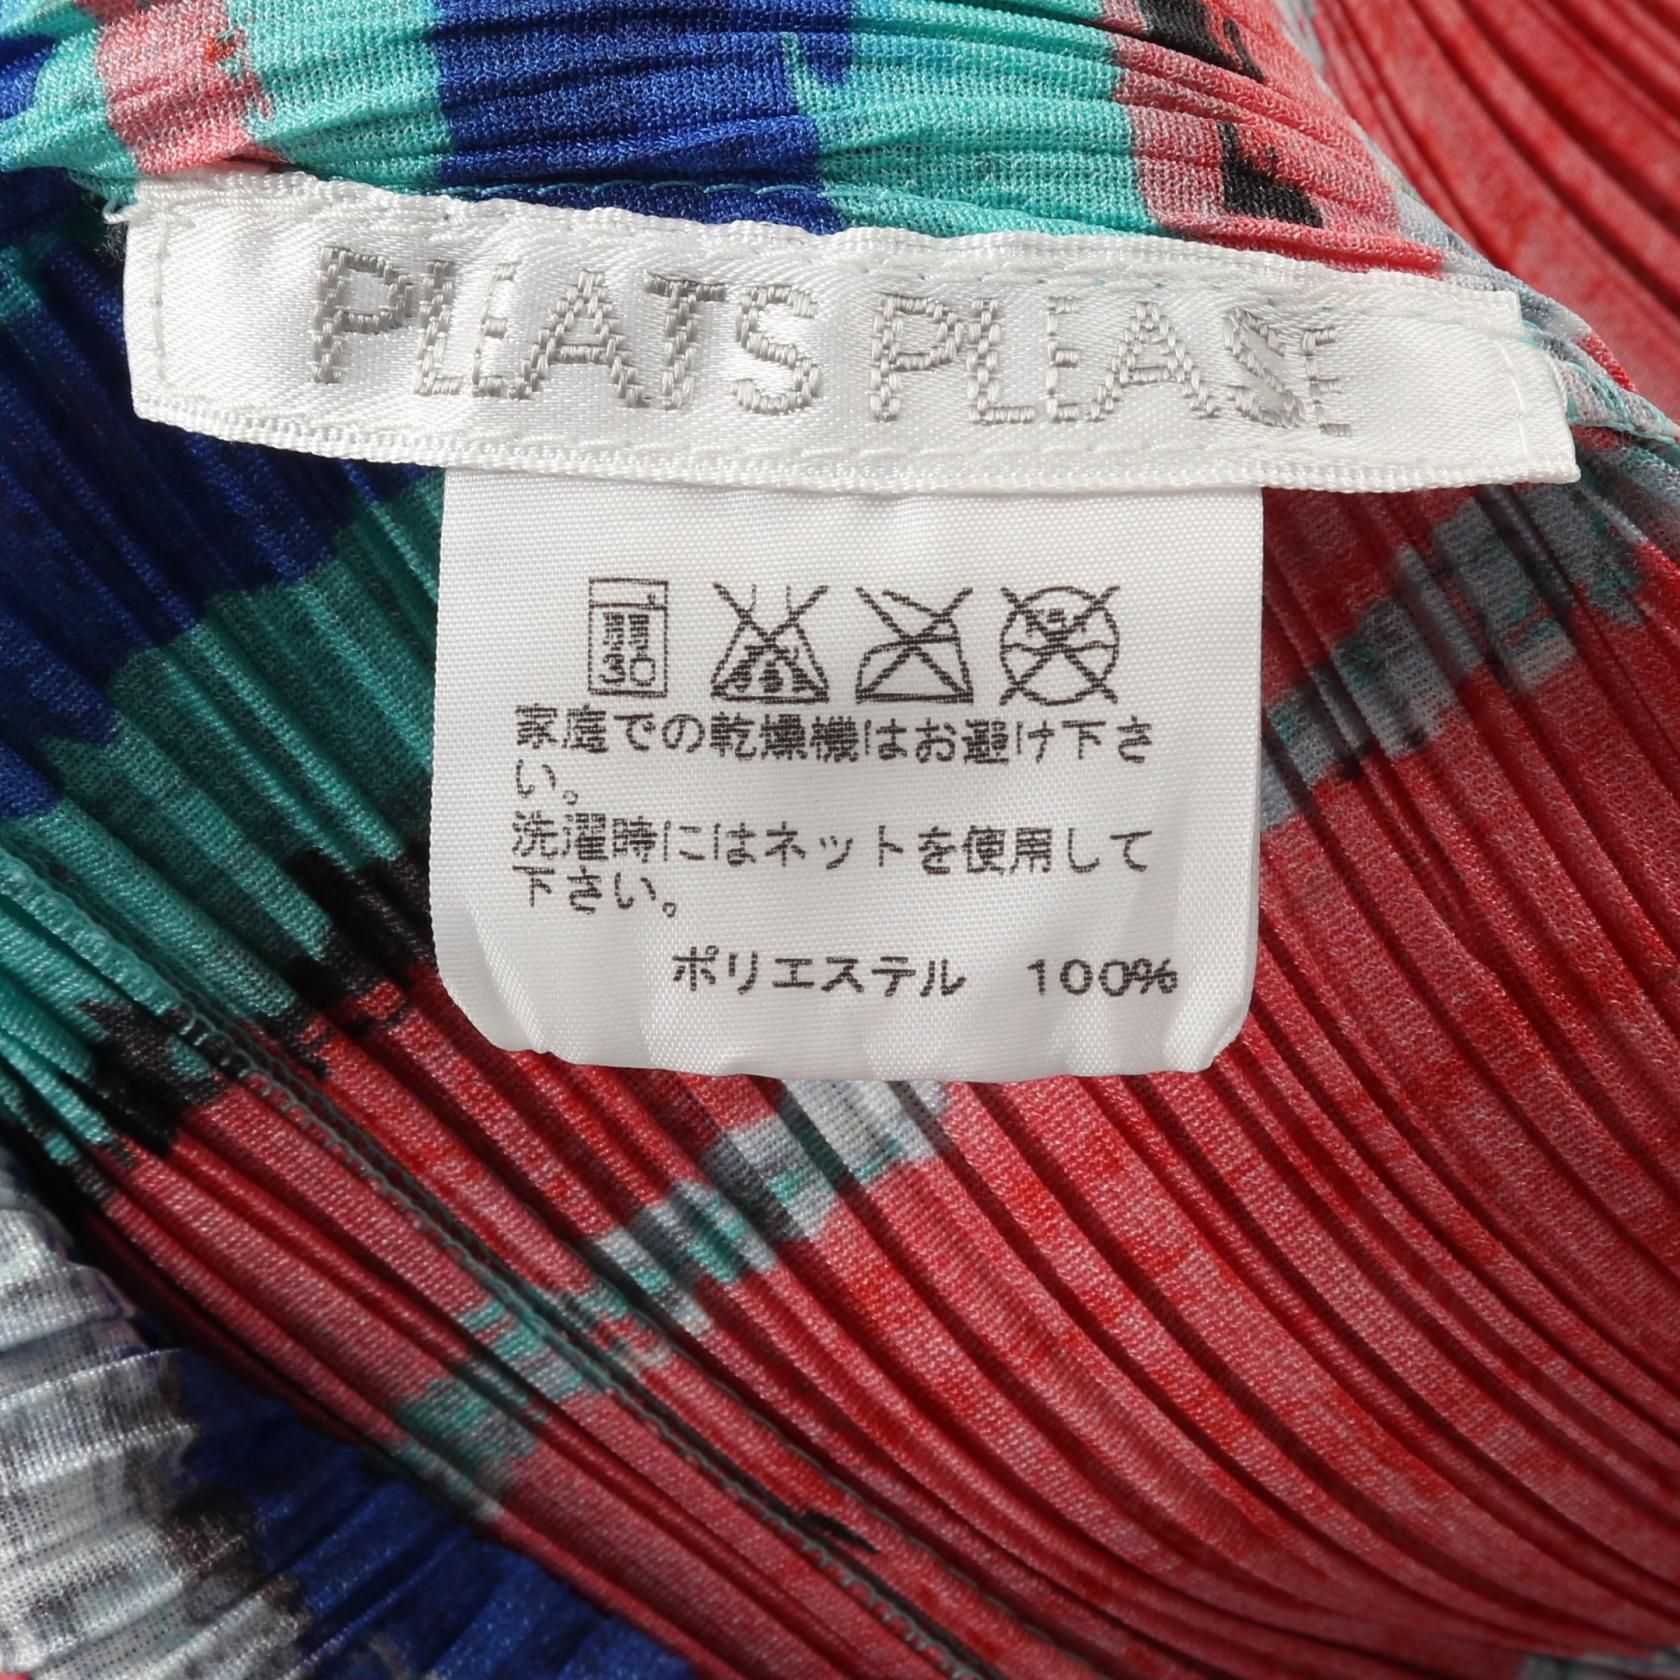 PLEATS PLEASE
30
家庭での乾燥機はお避け下さ
い。
洗濯時にはネットを使用して
下さい。
ポリエステル 100%